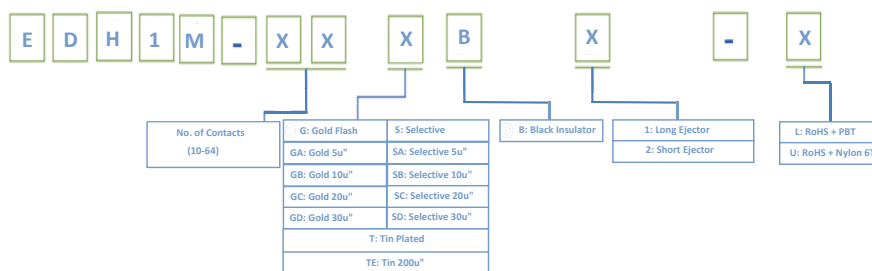 E D H 1 M - X X X B X - X
No. of Contacts
(10-64)
G: Gold Flash S: Selective
GA: Gold 5u" SA: Selective 5u"
GB: Gold 10u" SB: Selective 10u"
GC: Gold 20u" SC: Selective 20u"
GD: Gold 30u" SD: Selective 30u"
T: Tin Plated
TE: Tin 200u"
B: Black Insulator
1: Long Ejector
2: Short Ejector
L: RoHS + PBT
U: RoHS + Nylon 6T